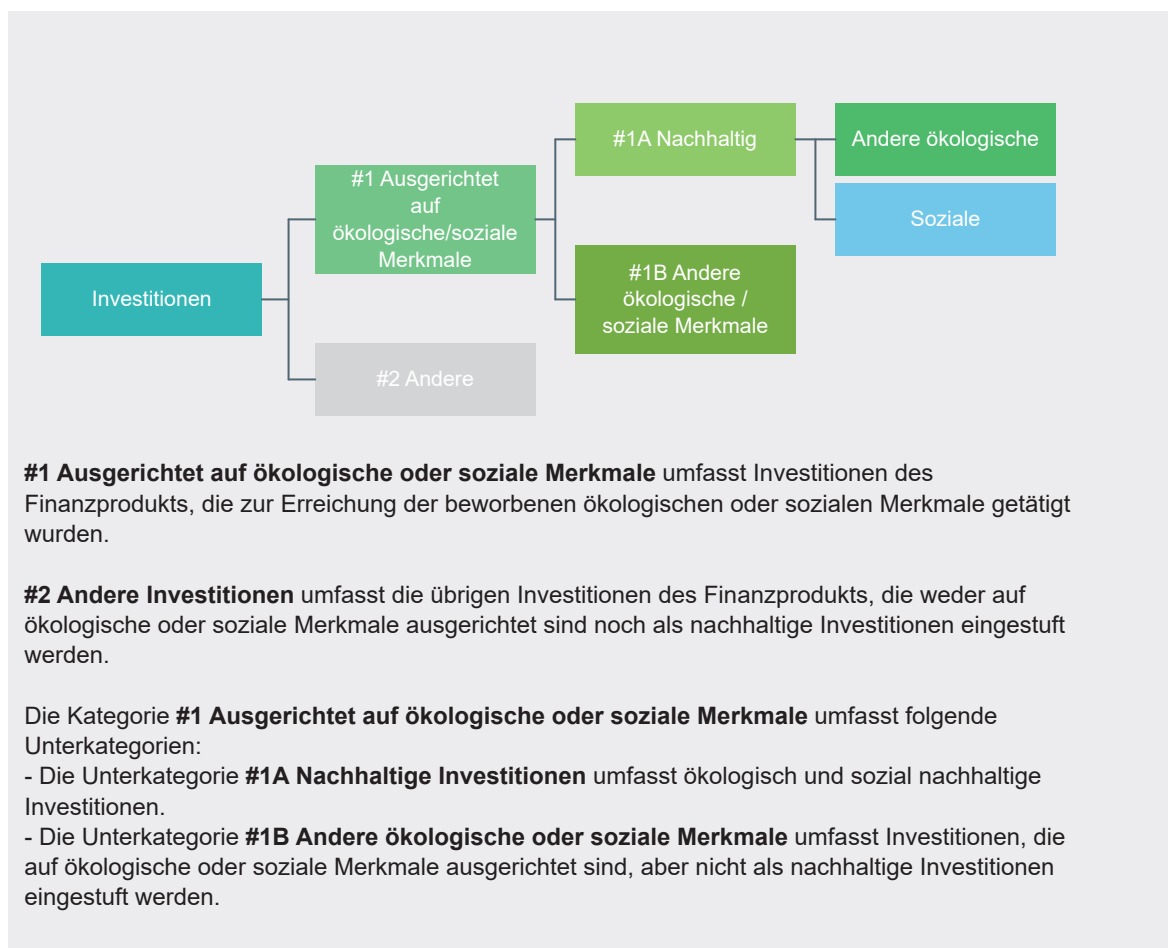 #1A Nachhaltig
Andere ökologische
#1 Ausgerichtet
auf
ökologische/soziale
Merkmale
Soziale
#1B Andere
ökologische /
soziale Merkmale
Investitionen
#2 Andere
#1 Ausgerichtet auf ökologische oder soziale Merkmale umfasst Investitionen des
Finanzprodukts, die zur Erreichung der beworbenen ökologischen oder sozialen Merkmale getätigt
wurden.
#2 Andere Investitionen umfasst die übrigen Investitionen des Finanzprodukts, die weder auf
ökologische oder soziale Merkmale ausgerichtet sind noch als nachhaltige Investitionen eingestuft
werden.
Die Kategorie #1 Ausgerichtet auf ökologische oder soziale Merkmale umfasst folgende
Unterkategorien:
- Die Unterkategorie #1A Nachhaltige Investitionen umfasst ökologisch und sozial nachhaltige
Investitionen.
- Die Unterkategorie #1B Andere ökologische oder soziale Merkmale umfasst Investitionen, die
auf ökologische oder soziale Merkmale ausgerichtet sind, aber nicht als nachhaltige Investitionen
eingestuft werden.